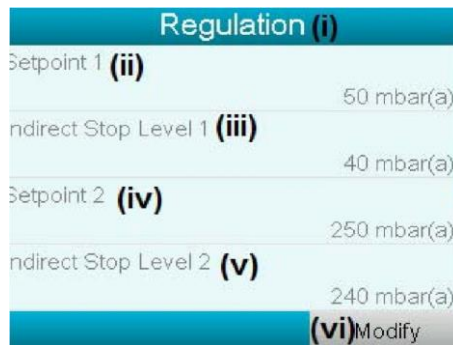 Regulation (i)
Setpoint 1 (ii)
50 mbar(a)
ndirect Stop Level 1 (iii)
40 mbar(a)
Setpoint 2 (iv)
250 mbar(a)
ndirect Stop Level 2 (v)
240 mbar(a)
(vi) Modify